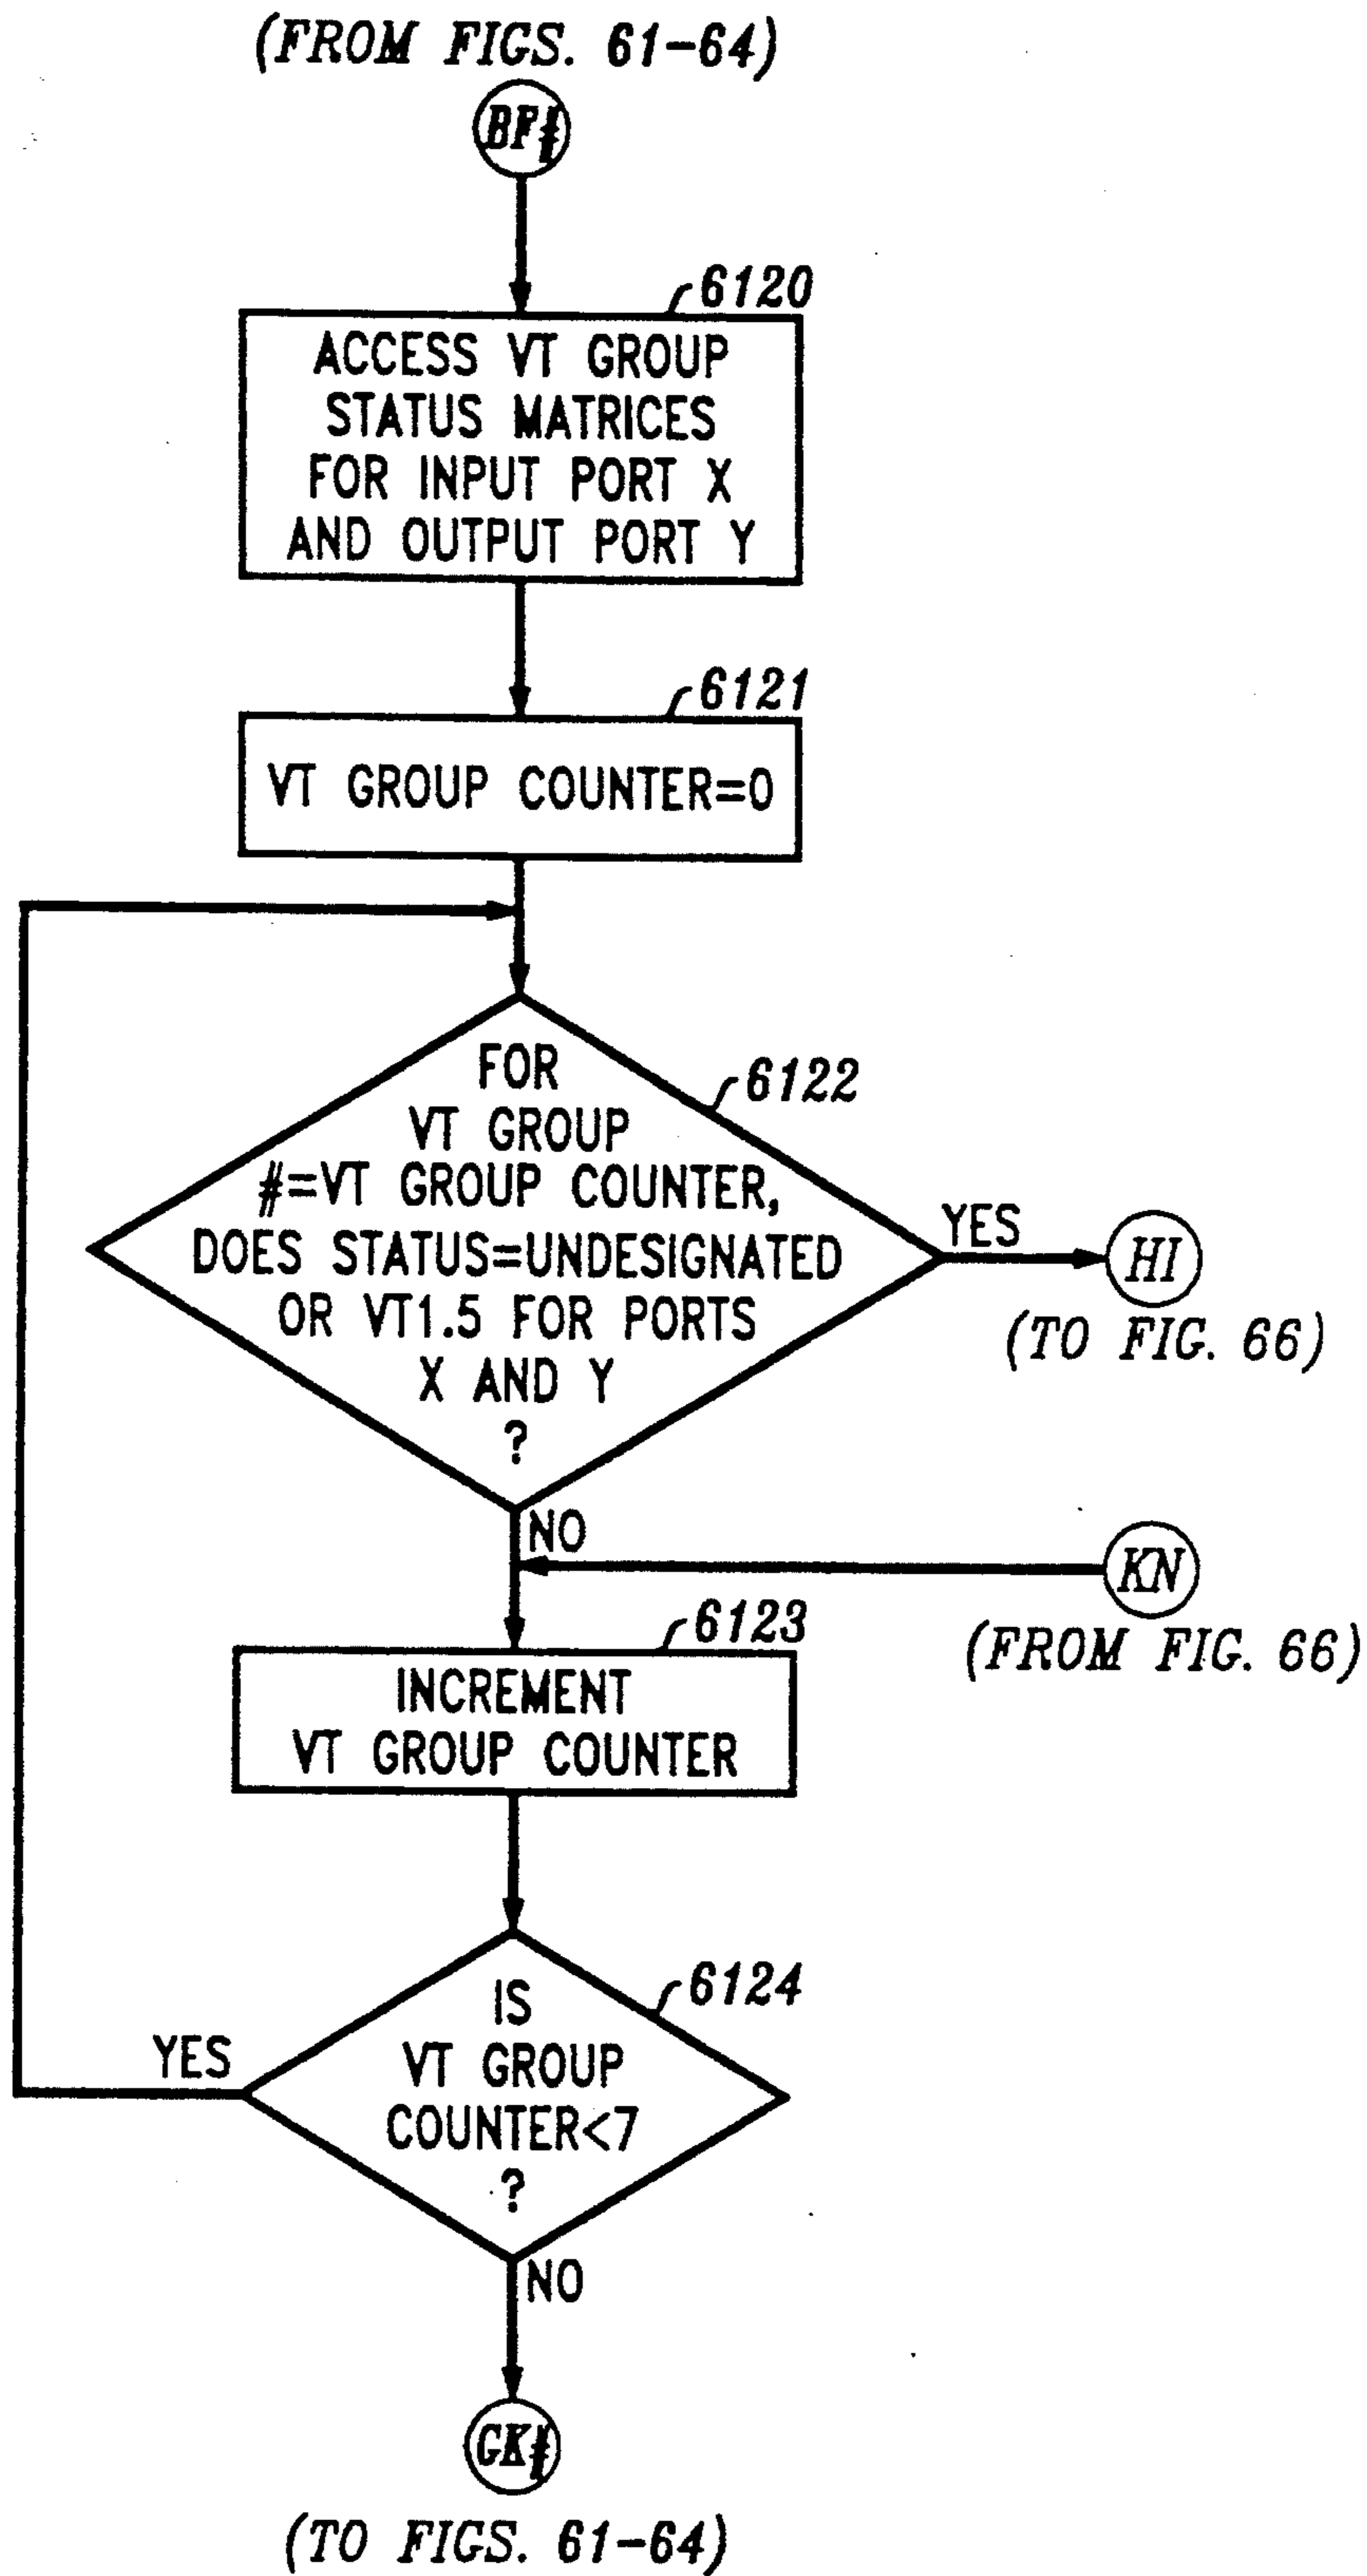 (FROM FIGS. 61-64)
BF#
6120
ACCESS VT GROUP
STATUS MATRICES
FOR INPUT PORT X
AND OUTPUT PORT Y
6121
VT GROUP COUNTER=0
FOR
VT GROUP
#=VT GROUP COUNTER,
DOES STATUS=UNDESIGNATED
OR VT1.5 FOR PORTS
X AND Y
?
6122
YES
HI
(TO FIG. 66)
NO
KN
(FROM FIG. 66)
6123
INCREMENT
VT GROUP COUNTER
6124
IS
VT GROUP
COUNTER<7
?
YES
NO
GK#
(TO FIGS. 61-64)